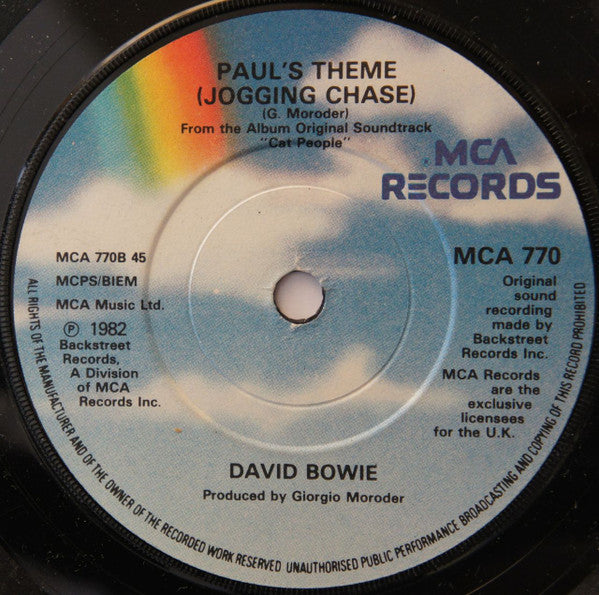 PAUL'S THEME
(JOGGING CHASE)
(G. Moroder)
From the Album Original Soundtrack
"Cat People"
MCA
RECORDS
MCA 770B 45
MCPS/BIEM
MCA Music Ltd.
Ⓟ 1982
Backstreet
Records,
A Division
of MCA
Records Inc.
MCA 770
Original
sound
recording
made by
Backstreet
Records Inc.
MCA Records
are the
exclusive
licensees
for the U.K.
DAVID BOWIE
Produced by Giorgio Moroder
ALL RIGHTS OF THE MANUFACTURER AND OF THE OWNER OF THE RECORDED WORK RESERVED UNAUTHORISED PUBLIC PERFORMANCE BROADCASTING AND COPYING OF THIS RECORD PROHIBITED